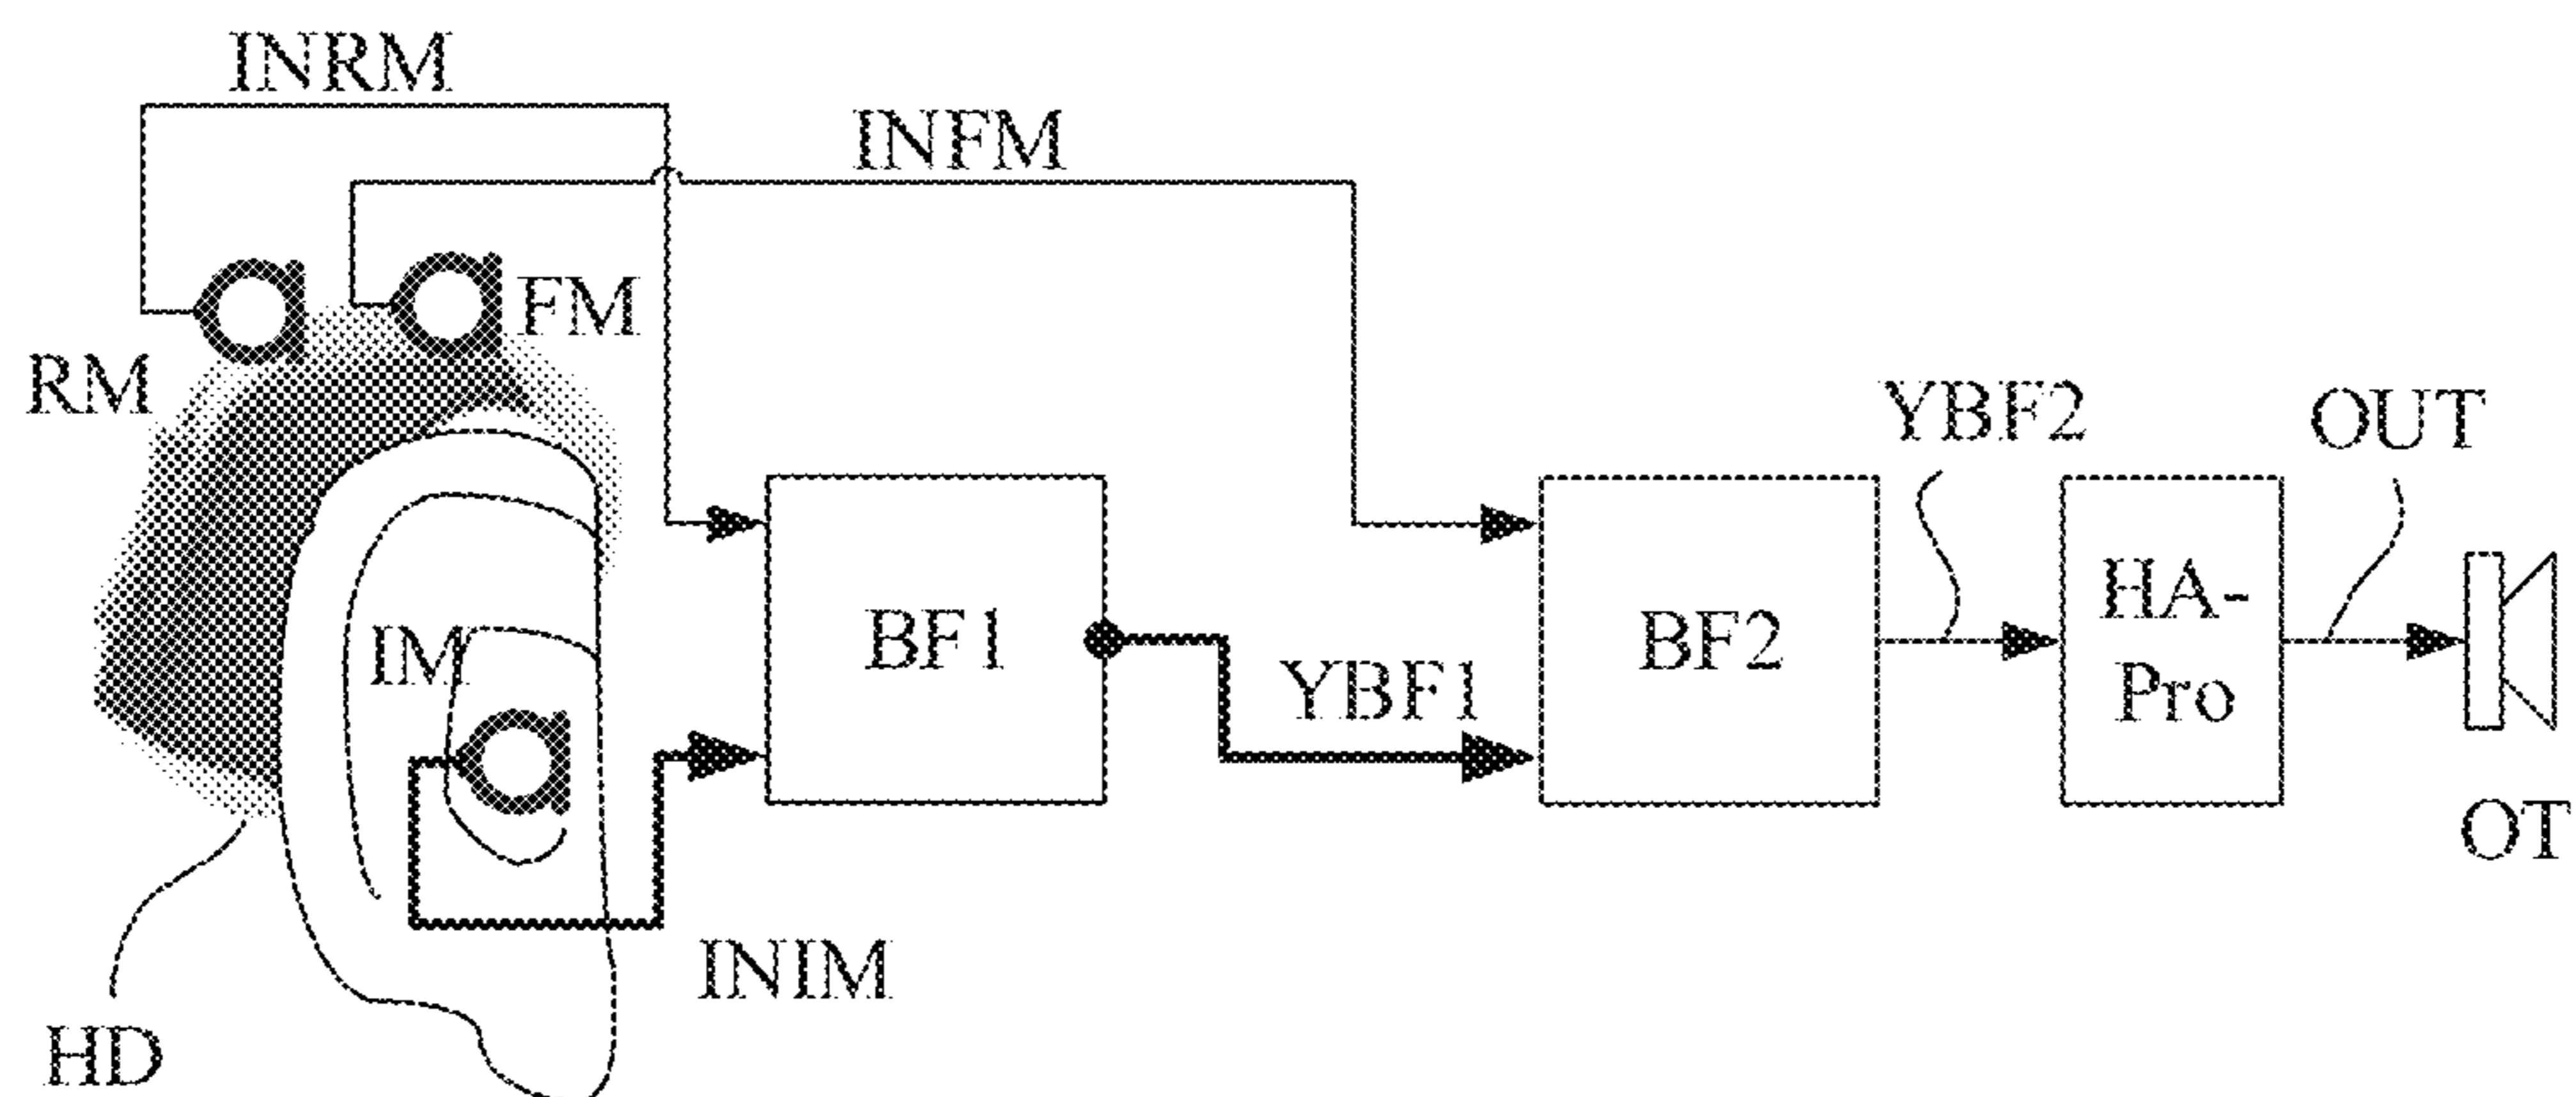 INRM
INFM
FM
RM
YBF2
OUT
IM
BF1
YBF1
BF2
HA-
Pro
OT
INIM
HD